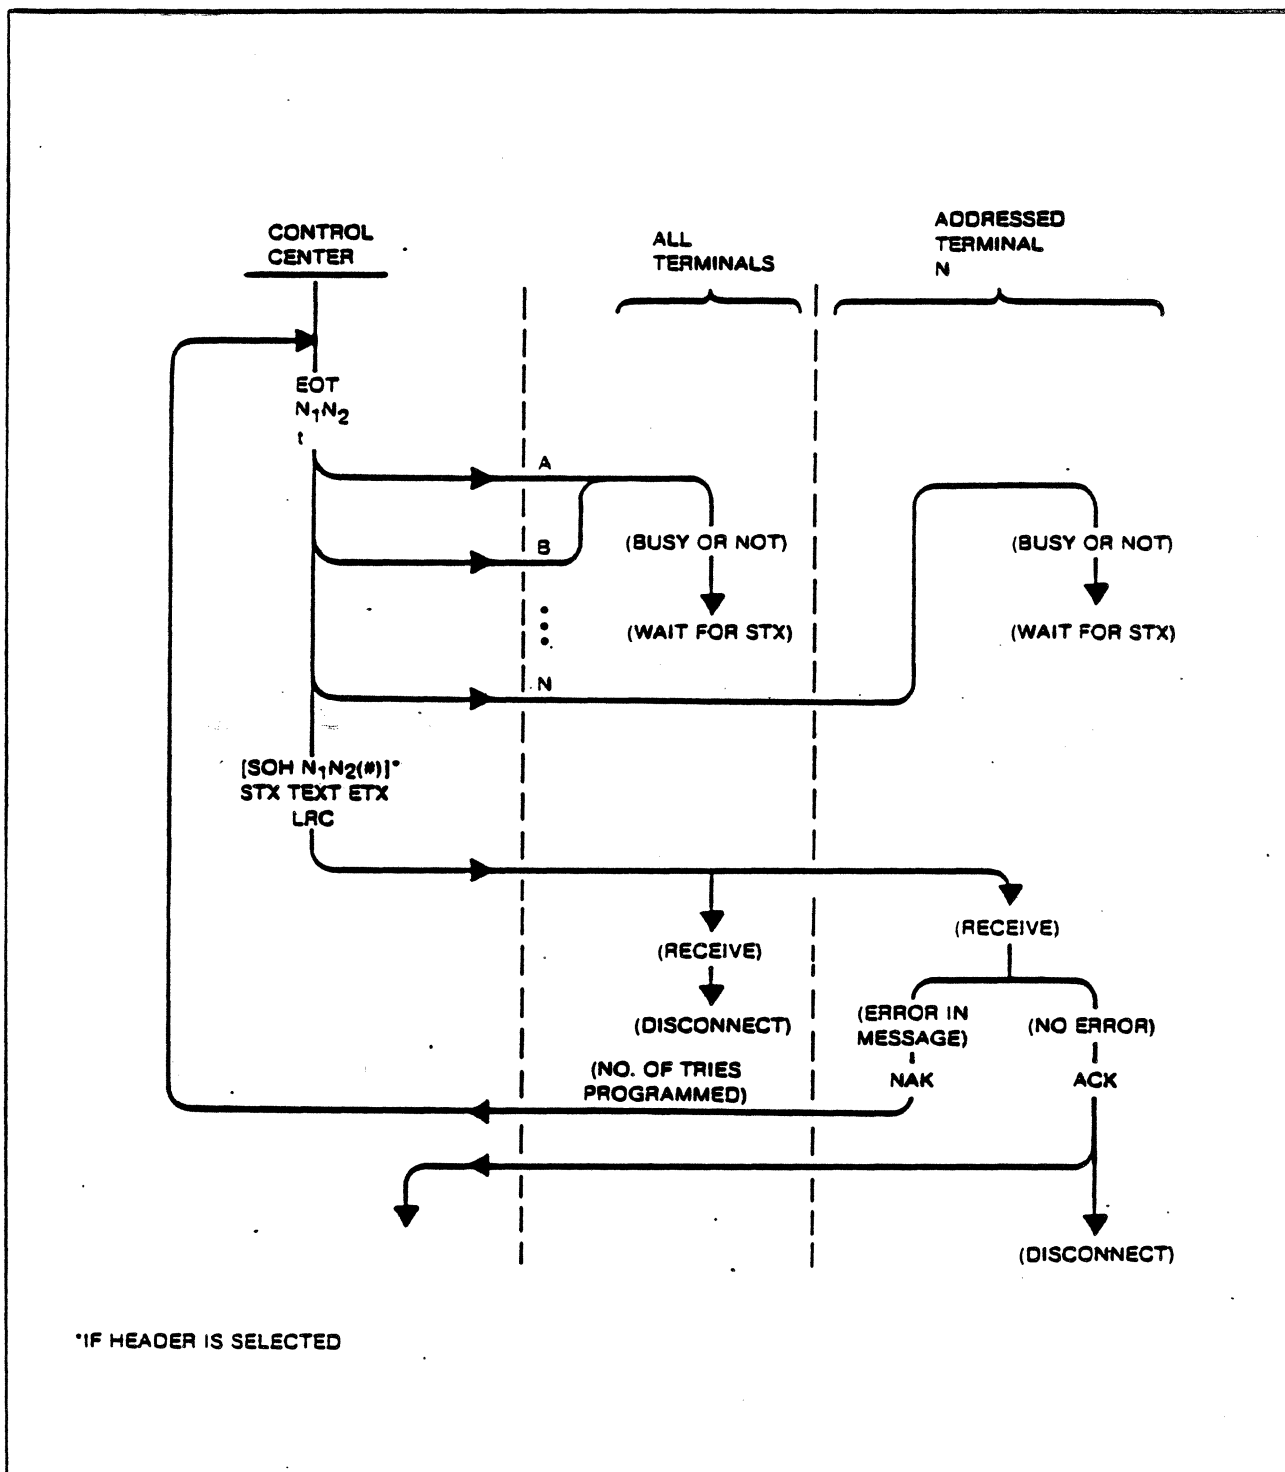 CONTROL
CENTER
ALL
TERMINALS
ADDRESSED
TERMINAL
N
EOT
N₁N₂
t
A
B
N
(BUSY OR NOT)
(WAIT FOR STX)
(BUSY OR NOT)
(WAIT FOR STX)
[SOH N₁N₂(#)]*
STX TEXT ETX
LRC
(RECEIVE)
(DISCONNECT)
(RECEIVE)
(ERROR IN
MESSAGE)
NAK
(NO ERROR)
ACK
(NO. OF TRIES
PROGRAMMED)
(DISCONNECT)
*IF HEADER IS SELECTED